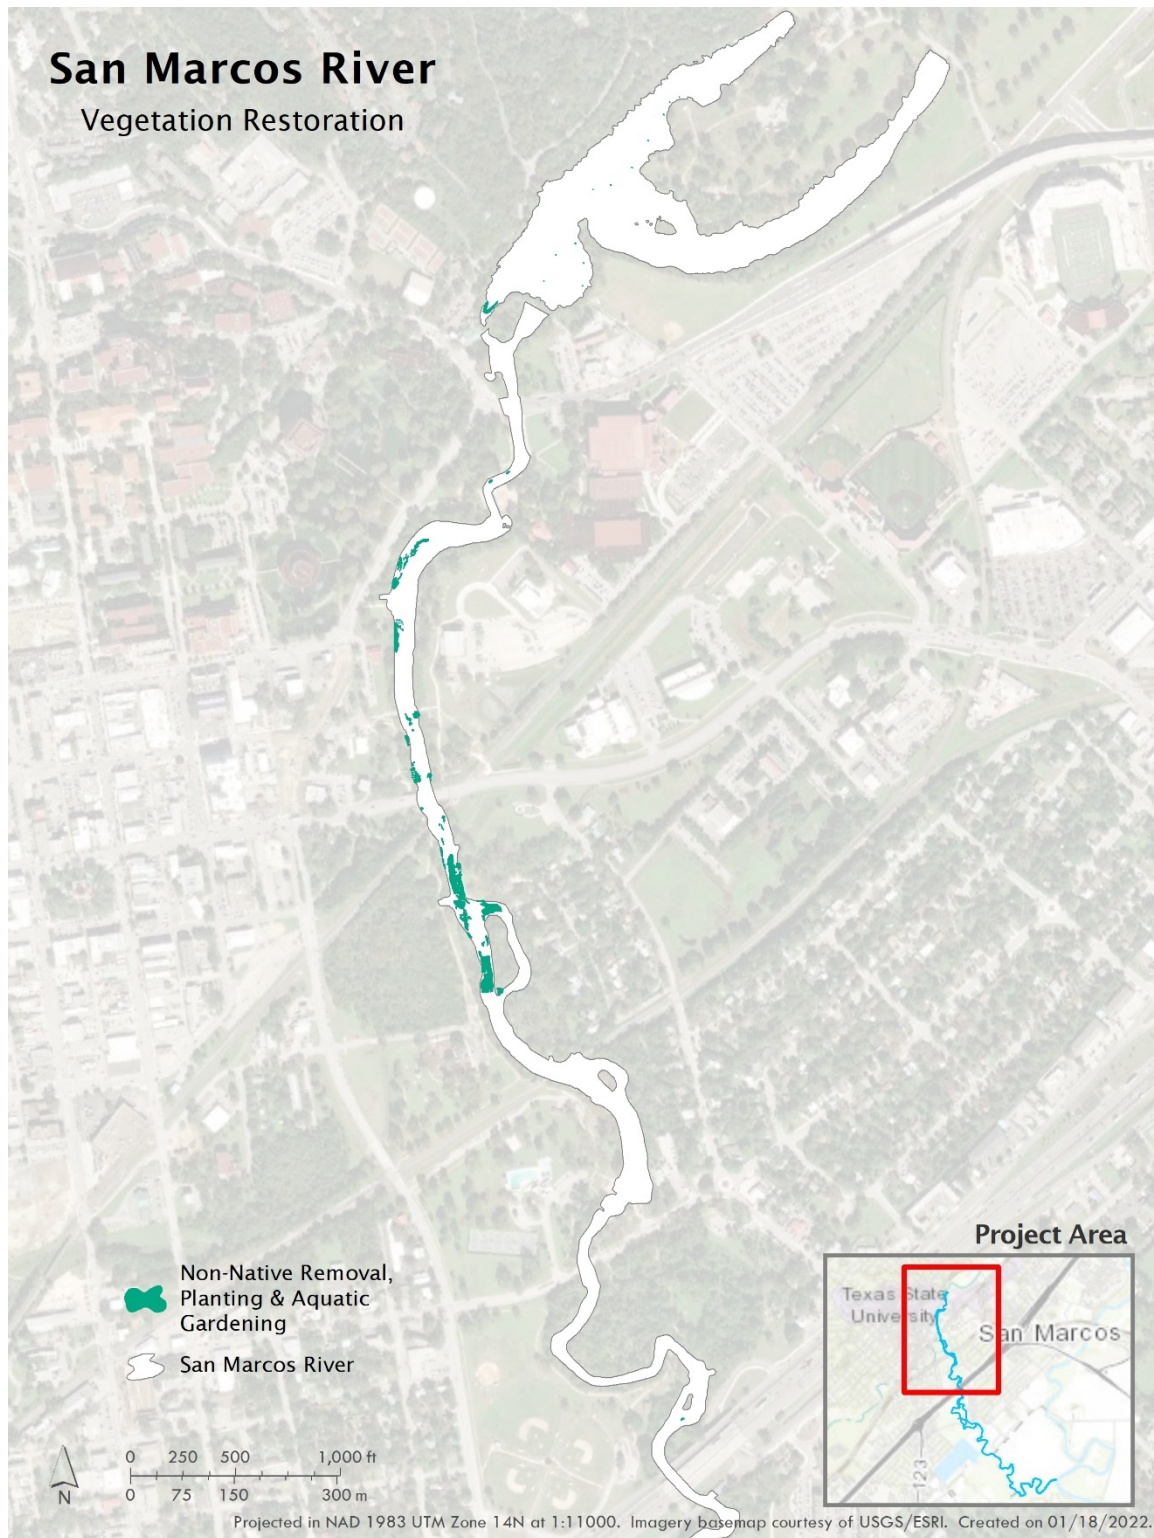 San Marcos River
Vegetation Restoration
Project Area
Texas State
University
San Marcos
123
Non-Native Removal,
Planting & Aquatic
Gardening
San Marcos River
0 250 500 1,000 ft
0 75 150 300 m
N
Projected in NAD 1983 UTM Zone 14N at 1:11000. Imagery basemap courtesy of USGS/ESRI. Created on 01/18/2022.